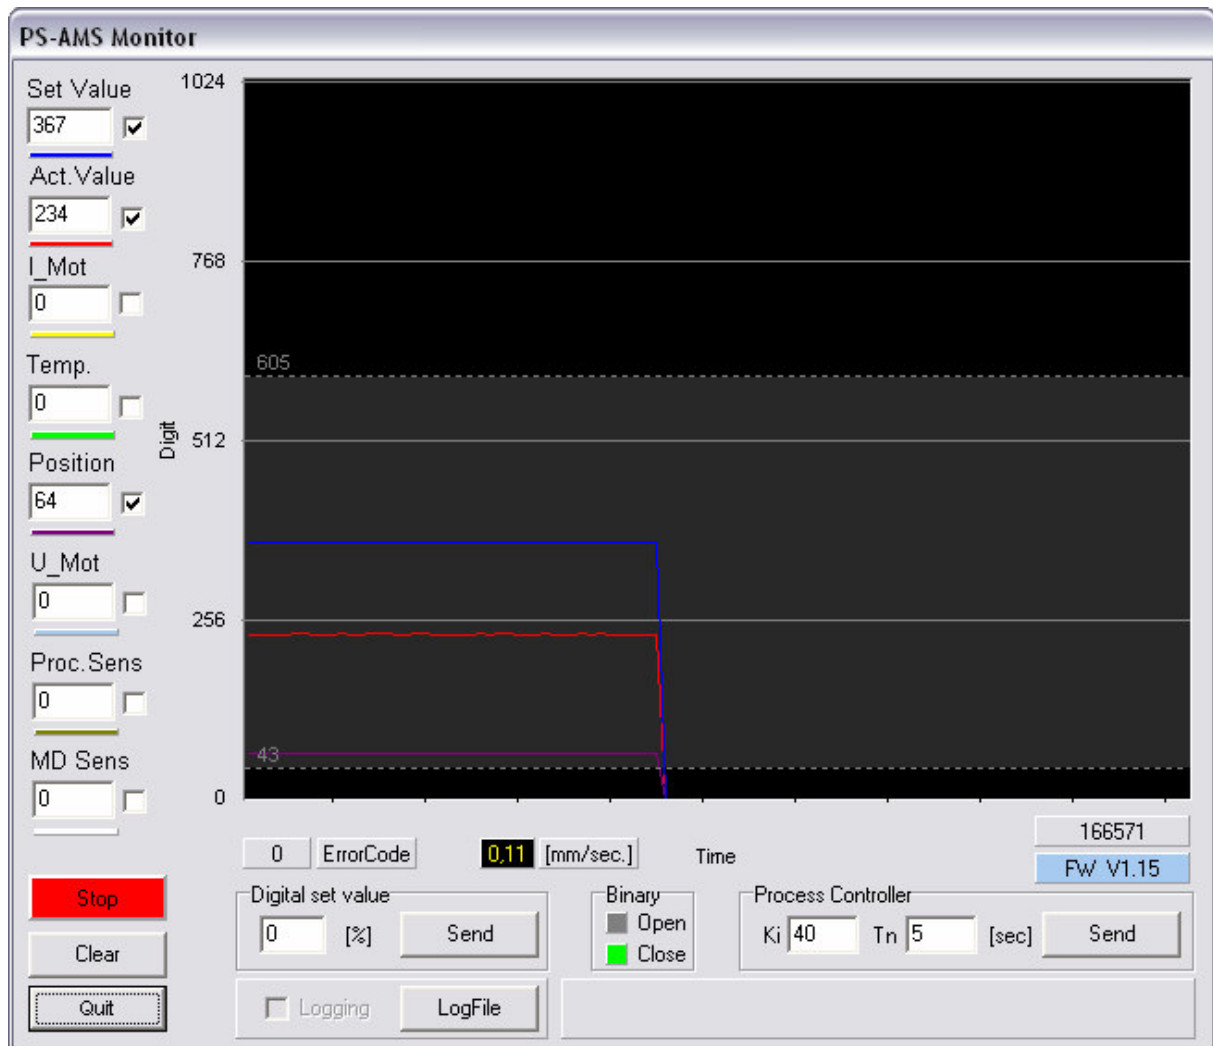 PS-AMS Monitor
Set Value
367
Act.Value
234
I_Mot
0
Temp.
0
Position
64
U_Mot
0
Proc.Sens
0
MD Sens
0
Stop
Clear
Quit
1024
768
605
Digit
512
256
43
0
0 ErrorCode 0,11 [mm/sec.] Time
166571
FW V1.15
Digital set value
0 [%] Send
Binary
Open
Close
Process Controller
Ki 40 Tn 5 [sec] Send
Logging LogFile